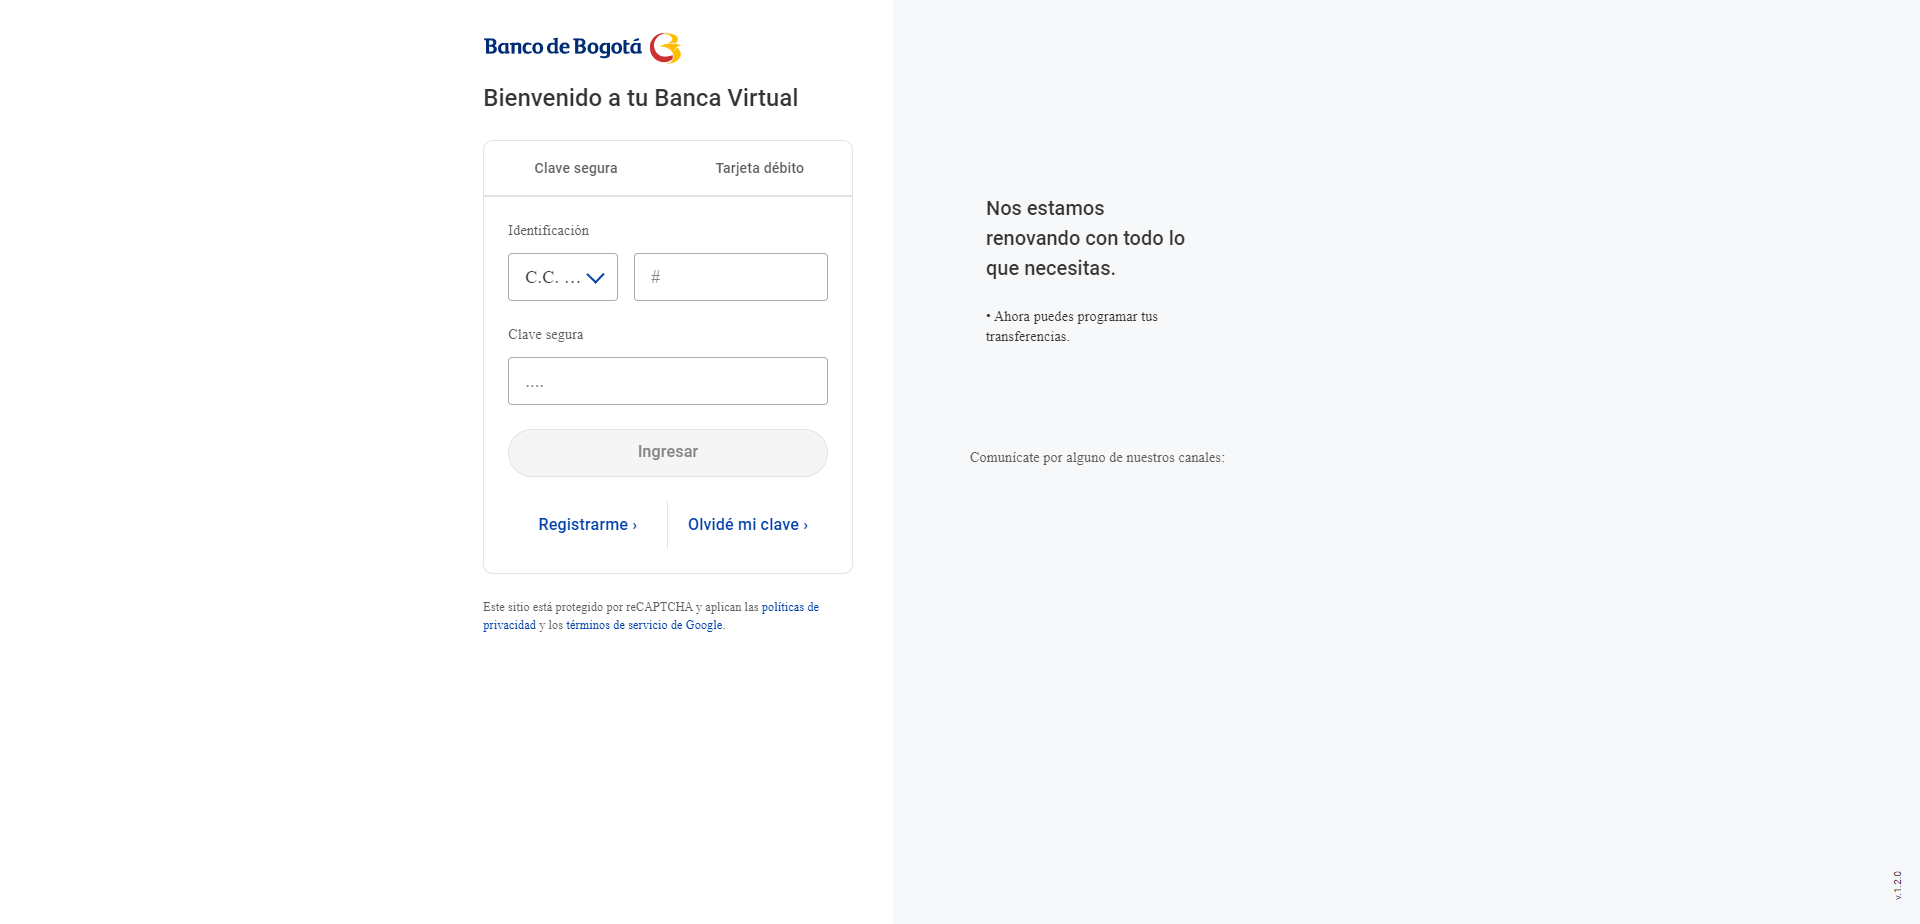 Banco de Bogotá
Bienvenido a tu Banca Virtual
Clave segura
Tarjeta débito
Identificación
C.C. ...
#
Clave segura
....
Ingresar
Registrarme ›
Olvidé mi clave ›
Este sitio está protegido por reCAPTCHA y aplican las políticas de
privacidad y los términos de servicio de Google.
Nos estamos
renovando con todo lo
que necesitas.
• Ahora puedes programar tus
transferencias.
Comunícate por alguno de nuestros canales:
v.1.2.0